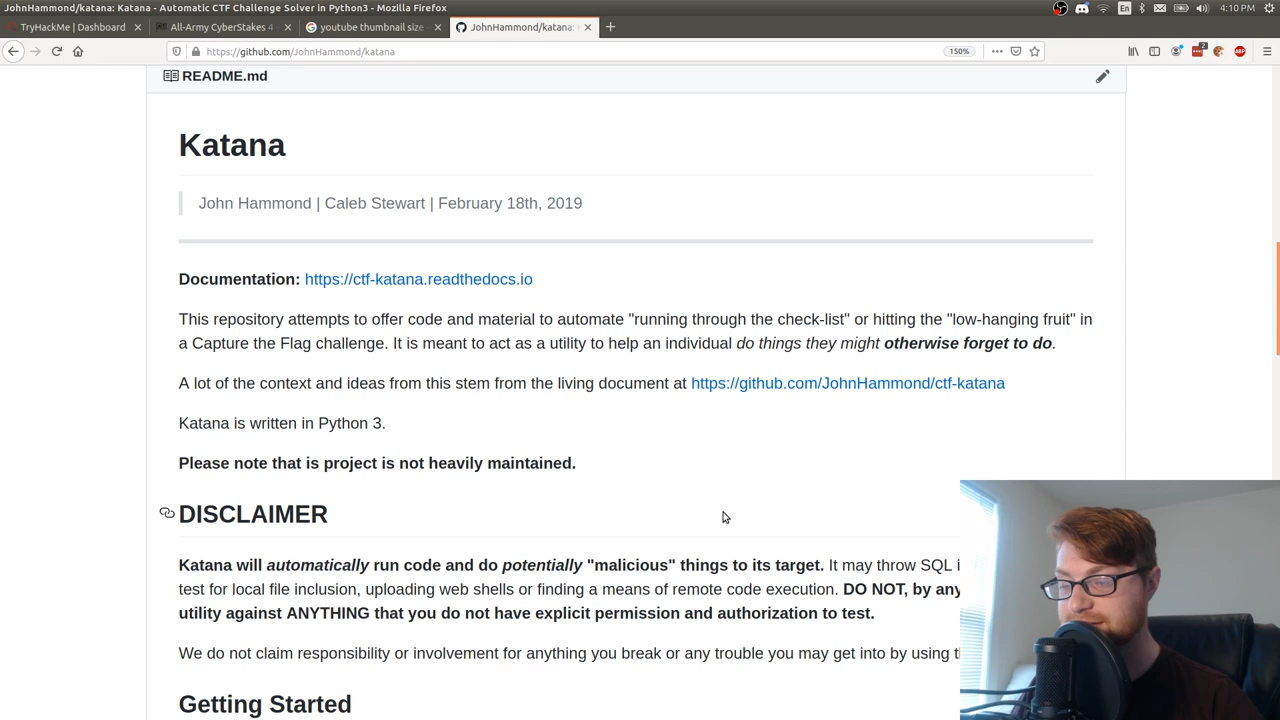 JohnHammond/katana: Katana - Automatic CTF Challenge Solver in Python3 - Mozilla Firefox
En
4:10 PM
TryHackMe | Dashboard
All-Army CyberStakes 4
youtube thumbnail size
JohnHammond/katana:
https://github.com/JohnHammond/katana
150%
README.md
Katana
John Hammond | Caleb Stewart | February 18th, 2019
Documentation: https://ctf-katana.readthedocs.io
This repository attempts to offer code and material to automate "running through the check-list" or hitting the "low-hanging fruit" in
a Capture the Flag challenge. It is meant to act as a utility to help an individual do things they might otherwise forget to do.
A lot of the context and ideas from this stem from the living document at https://github.com/JohnHammond/ctf-katana
Katana is written in Python 3.
Please note that is project is not heavily maintained.
DISCLAIMER
Katana will automatically run code and do potentially "malicious" things to its target. It may throw SQL
test for local file inclusion, uploading web shells or finding a means of remote code execution. DO NOT, by any
utility against ANYTHING that you do not have explicit permission and authorization to test.
We do not claim responsibility or involvement for anything you break or any trouble you may get into by using
Getting Started